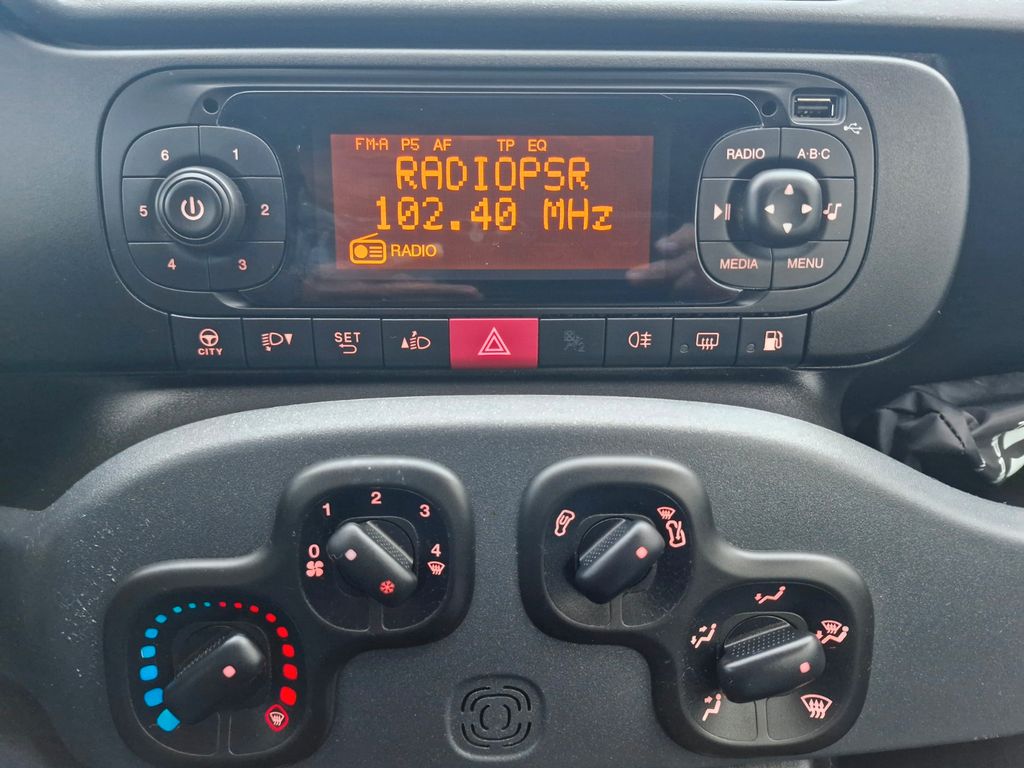 FM-A P5 AF TP EQ
RADIOPSR
102.40 MHz
RADIO
6 1
5 2
4 3
RADIO A·B·C
MEDIA MENU
CITY
SET
1 2 3
0 4